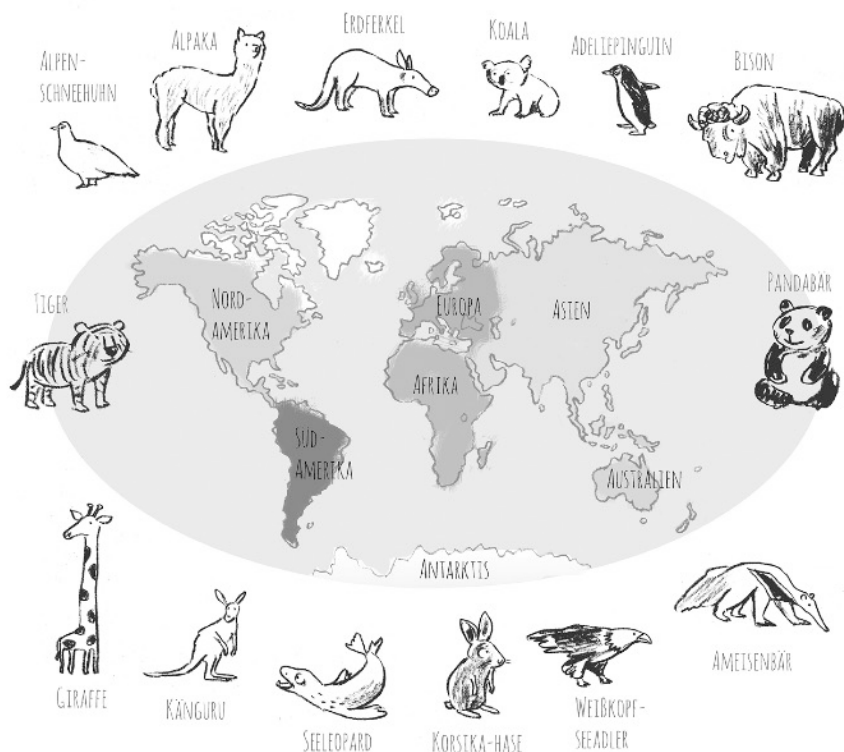 ALPEN-
SCHNEEHUHN
ALPAKA
ERDFERKEL
KOALA
ADELIEPINGUIN
BISON
TIGER
NORD-
AMERIKA
EUROPA
ASIEN
PANDABÄR
AFRIKA
SÜD-
AMERIKA
AUSTRALIEN
ANTARKTIS
GIRAFFE
KÄNGURU
SEELEOPARD
KORSIKA-HASE
WEIßKOPF-
SEEADLER
AMEISENBÄR